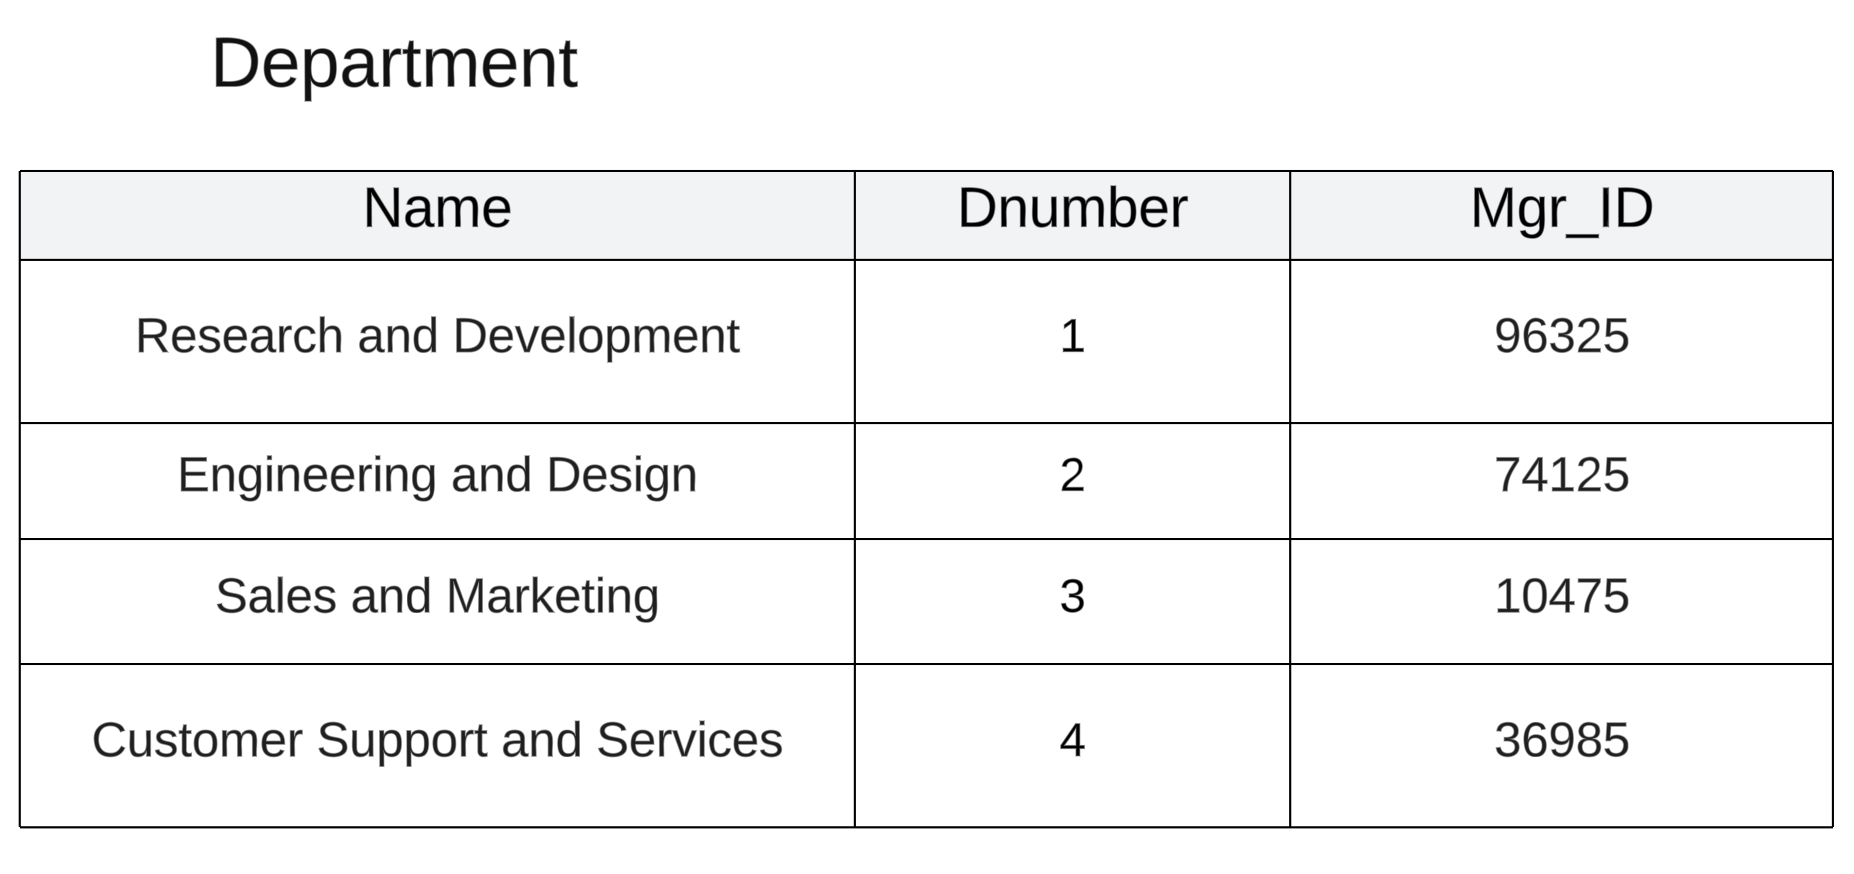 Department
Name Dnumber Mgr_ID
Research and Development 1 96325
Engineering and Design 2 74125
Sales and Marketing 3 10475
Customer Support and Services 4 36985